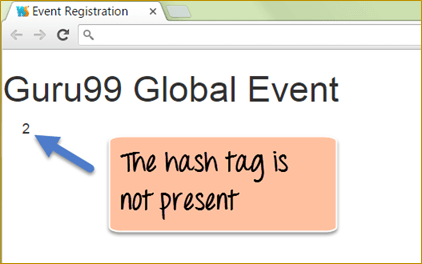 Event Registration
Guru99 Global Event
2
The hash tag is
not present